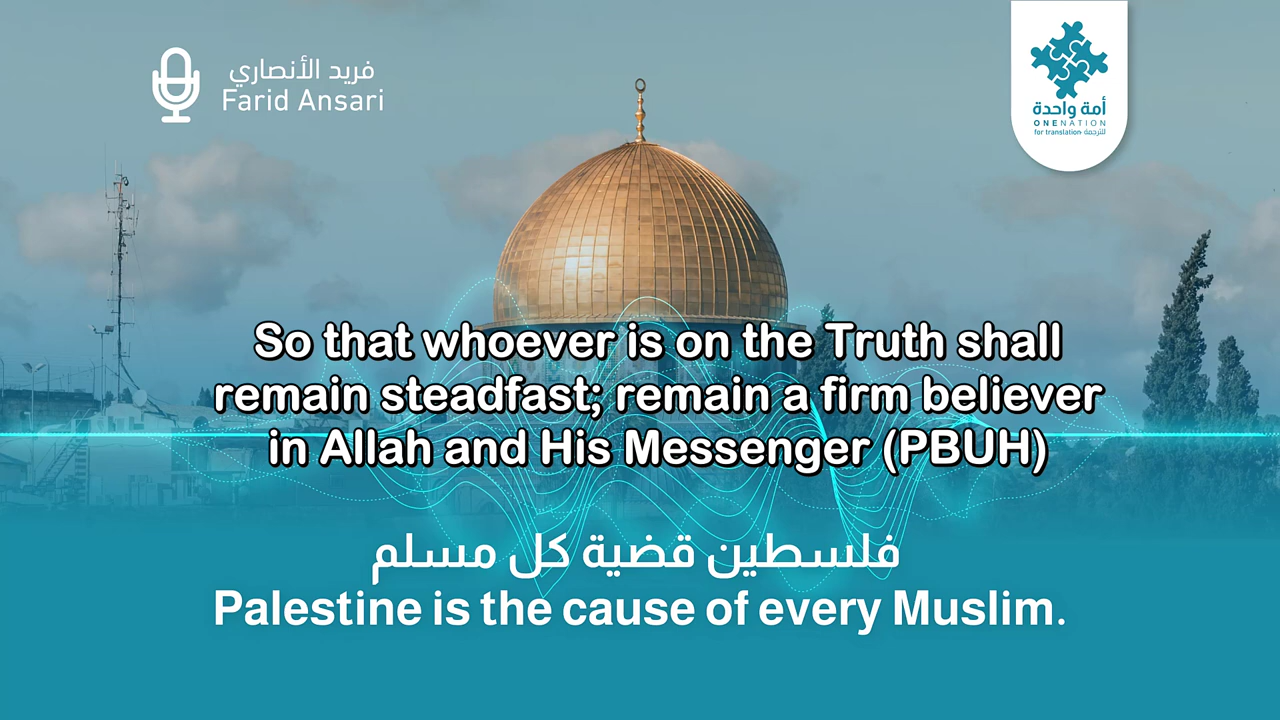 فريد الأنصاري
Farid Ansari
أمة واحدة
ONENATION
for translation للترجمة
So that whoever is on the Truth shall
remain steadfast; remain a firm believer
in Allah and His Messenger (PBUH)
فلسطين قضية كل مسلم
Palestine is the cause of every Muslim.